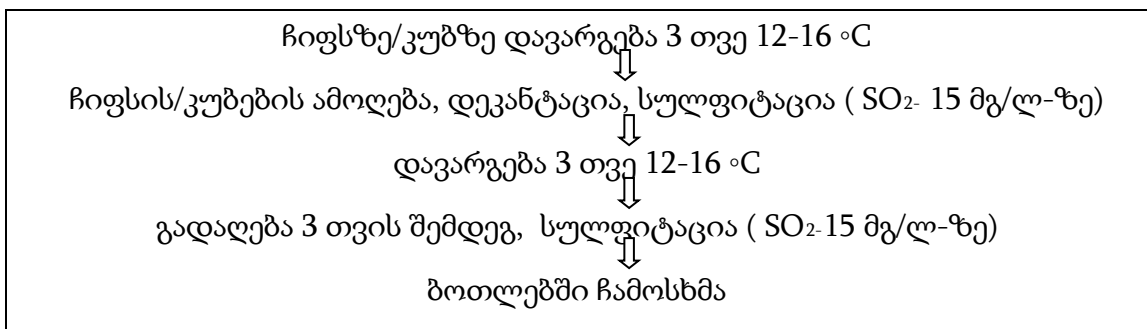 ჩიფსზე/კუბზე დავარგება 3 თვე 12-16 ◦C
ჩიფსის/კუბების ამოღება, დეკანტაცია, სულფიტაცია ( SO₂- 15 მგ/ლ-ზე)
დავარგება 3 თვე 12-16 ◦C
გადაღება 3 თვის შემდეგ, სულფიტაცია ( SO₂-15 მგ/ლ-ზე)
ბოთლებში ჩამოსხმა